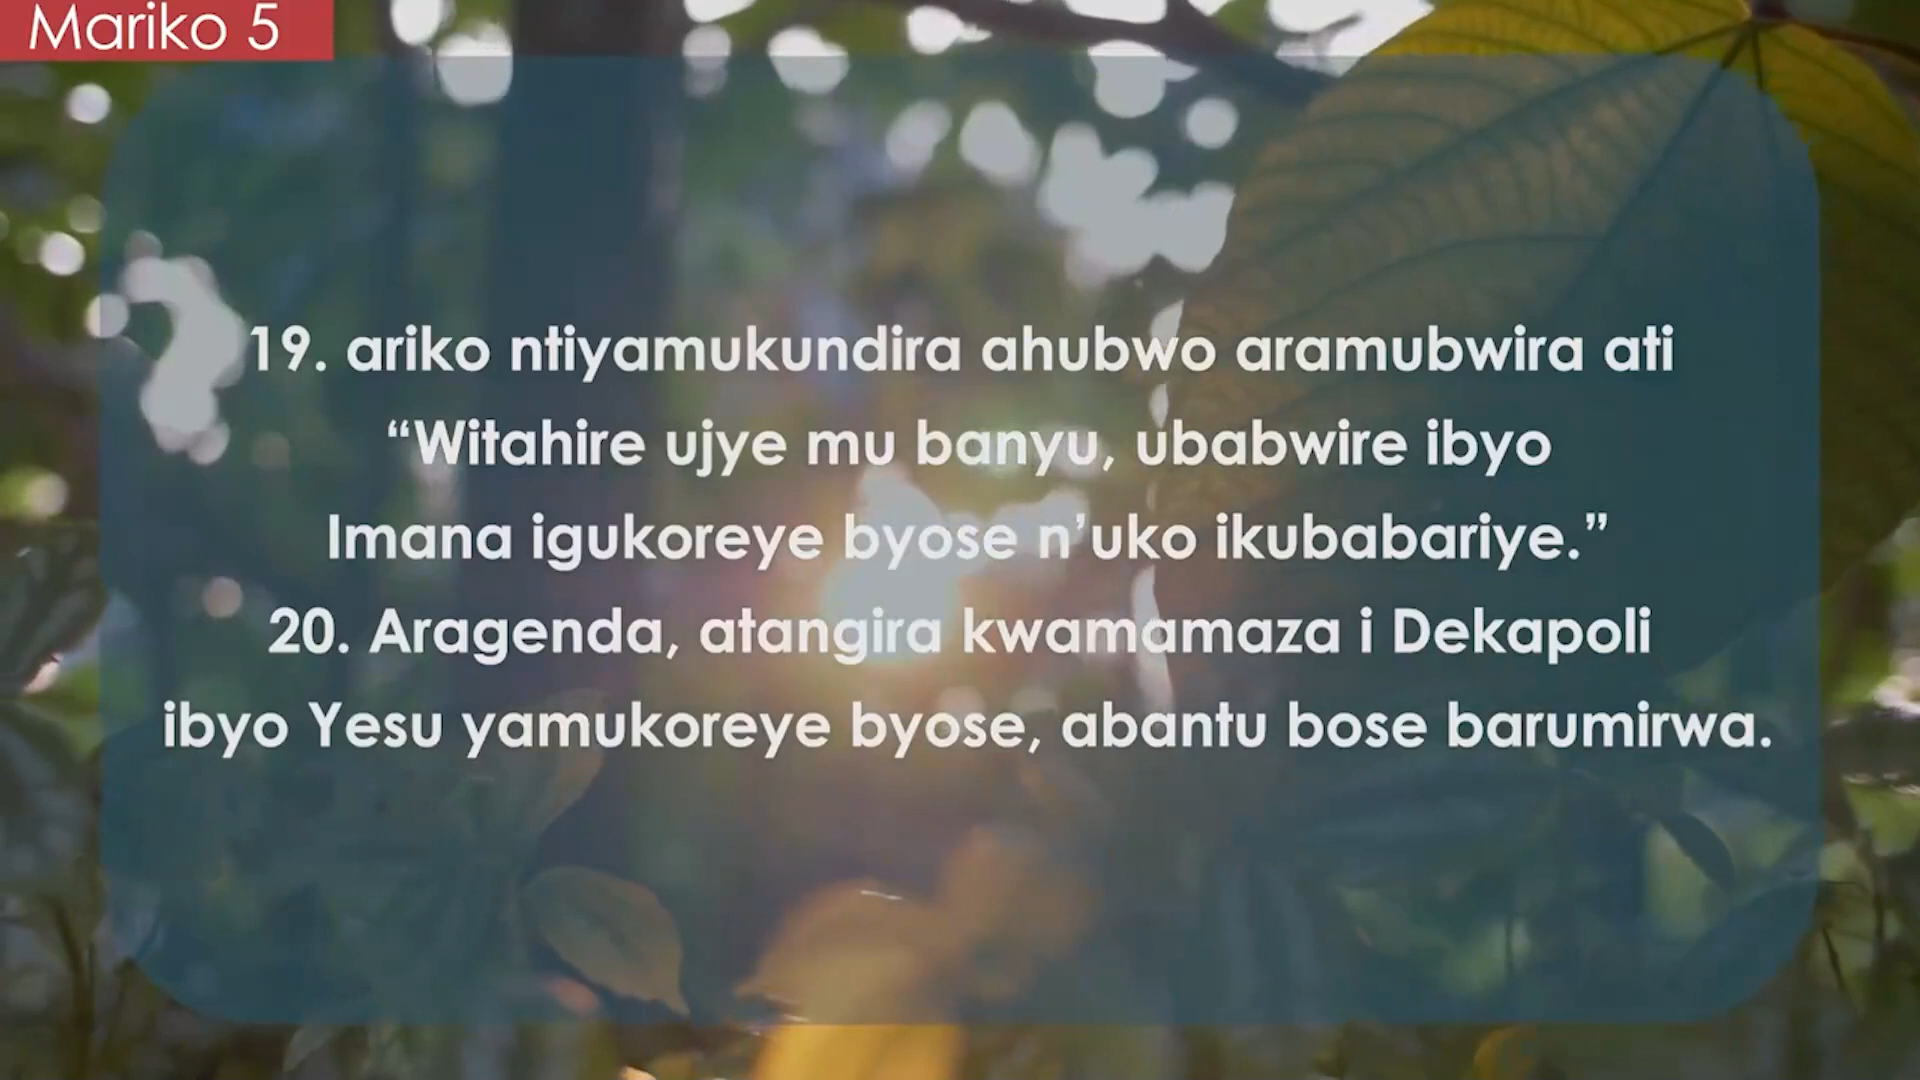 Mariko 5
19. ariko ntiyamukundira ahubwo aramubwira ati
“Witahire ujye mu banyu, ubabwire ibyo
Imana igukoreye byose n’uko ikubabariye.”
20. Aragenda, atangira kwamamaza i Dekapoli
ibyo Yesu yamukoreye byose, abantu bose barumirwa.